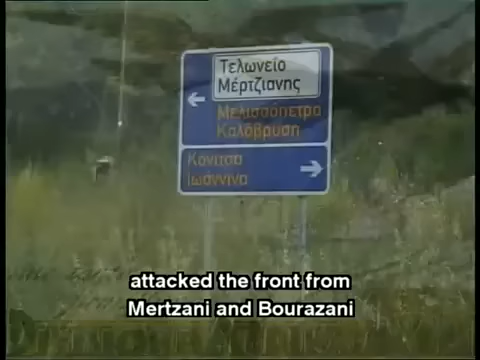 Τελωνείο
Μέρτζιανης
Μελισσόπετρα
Καλόβρυση
Κόνιτσα
Ιωάννινα
attacked the front from
Mertzani and Bourazani